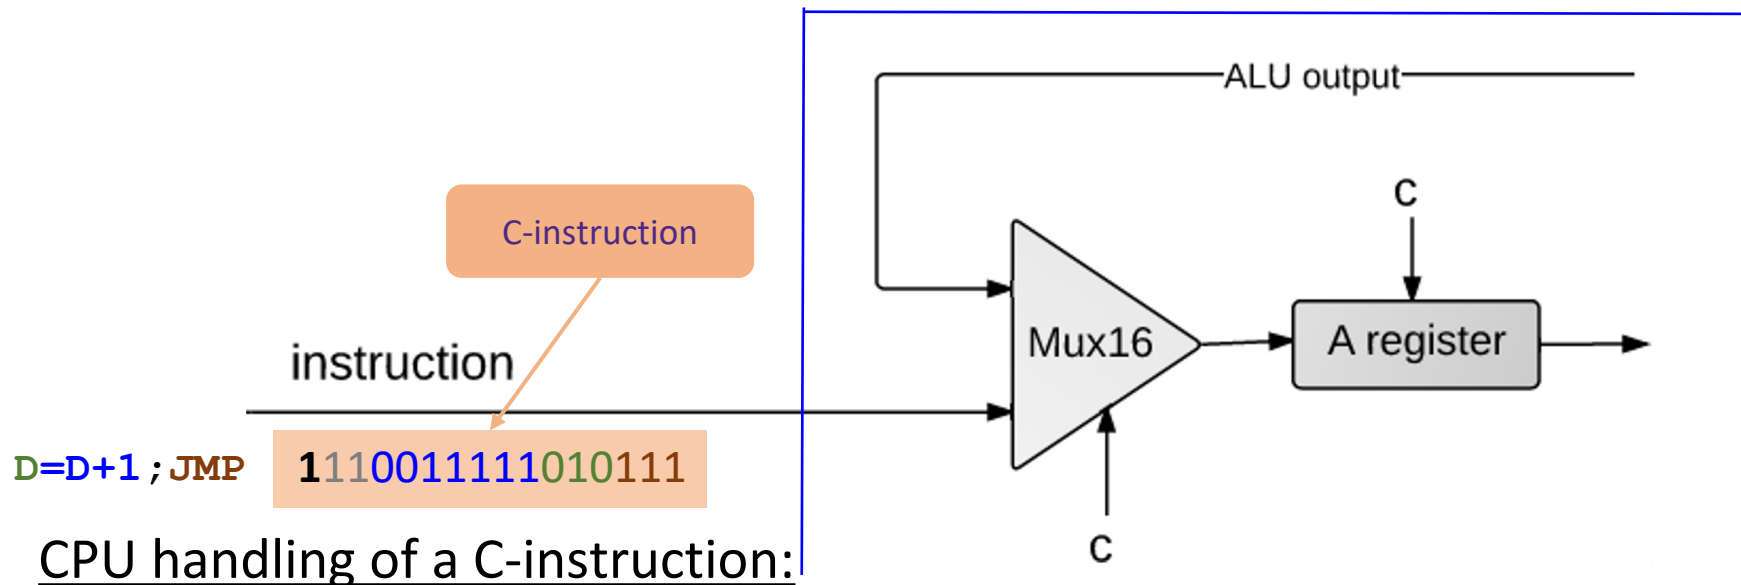 ALU output
c
C-instruction
instruction
Mux16
A register
D=D+1;JMP 1110011111010111
c
CPU handling of a C-instruction: